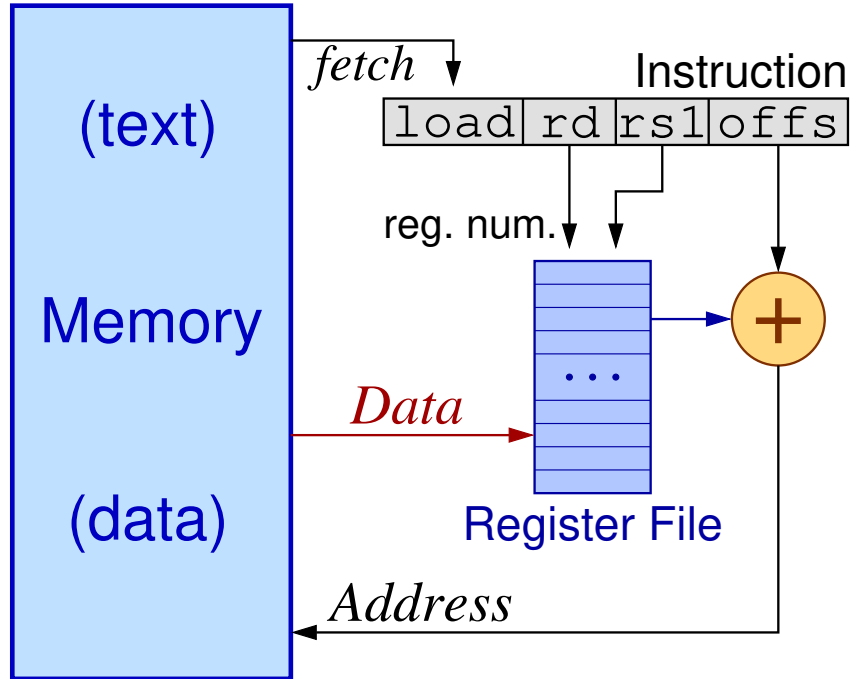 fetch
Instruction
(text)
load rd rs1 offs
reg. num.
Memory
+
...
Data
(data)
Register File
Address